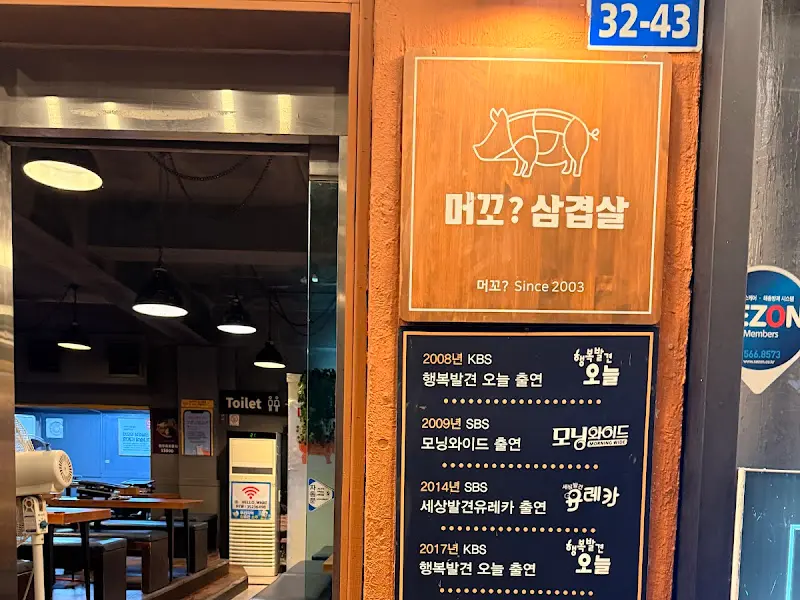 32-43
머꼬? 삼겹살
머꼬? Since 2003
2008년 KBS
행복발견 오늘 출연
행복발견
오늘
2009년 SBS
모닝와이드 출연
모닝와이드
MORNING WIDE
2014년 SBS
세상발견유레카 출연
세상발견
유레카
2017년 KBS
행복발견 오늘 출연
행복발견
오늘
Toilet
자동문
EZON
Members
566.8573